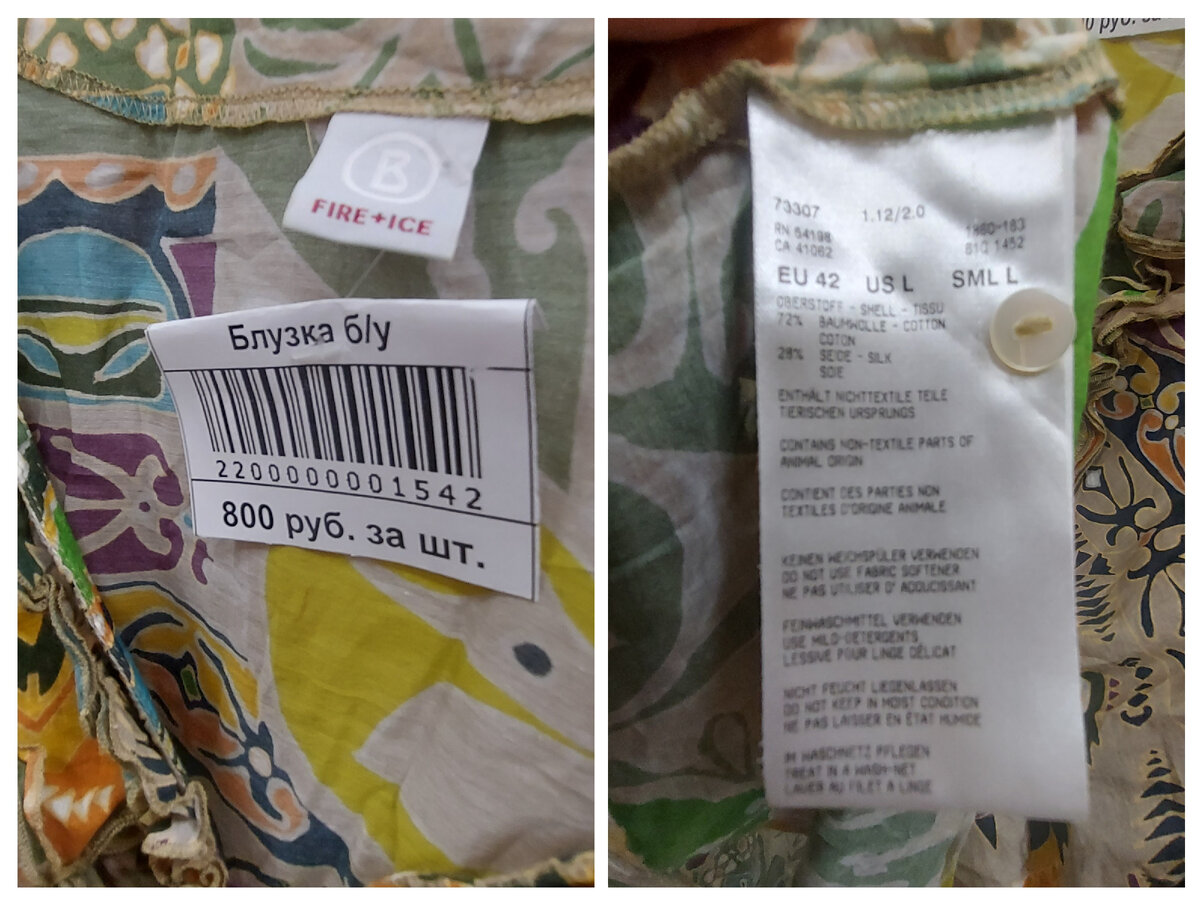 B
FIRE+ICE
Блузка б/у
2200000001542
800 руб. за шт.
73307 1.12/2.0
RN 64198 1860-183
CA 41062 810 1452
EU 42 US L SML L
OBERSTOFF - SHELL - TISSU
72% BAUMWOLLE - COTTON
COTON
28% SEIDE - SILK
SOIE
ENTHÄLT NICHTTEXTILE TEILE
TIERISCHEN URSPRUNGS
CONTAINS NON-TEXTILE PARTS OF
ANIMAL ORIGIN
CONTIENT DES PARTIES NON
TEXTILES D'ORIGINE ANIMALE
KEINEN WEICHSPÜLER VERWENDEN
DO NOT USE FABRIC SOFTENER
NE PAS UTILISER D'ADOUCISSANT
FEINWASCHMITTEL VERWENDEN
USE MILD-DETERGENTS
LESSIVE POUR LINGE DÉLICAT
NICHT FEUCHT LIEGENLASSEN
DO NOT KEEP IN MOIST CONDITION
NE PAS LAISSER EN ÉTAT HUMIDE
IM WASCHNETZ PFLEGEN
TREAT IN A WASH-NET
LAVER AU FILET A LINGE